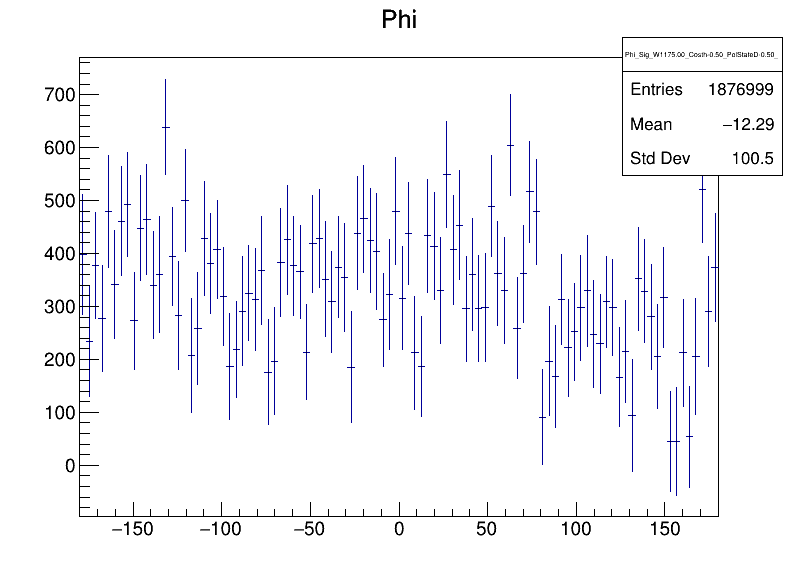 Phi
Phi_Sig_W1175.00_Costh-0.50_PolStateD-0.50_
Entries 1876999
Mean −12.29
Std Dev 100.5
700
600
500
400
300
200
100
0
−150 −100 −50 0 50 100 150